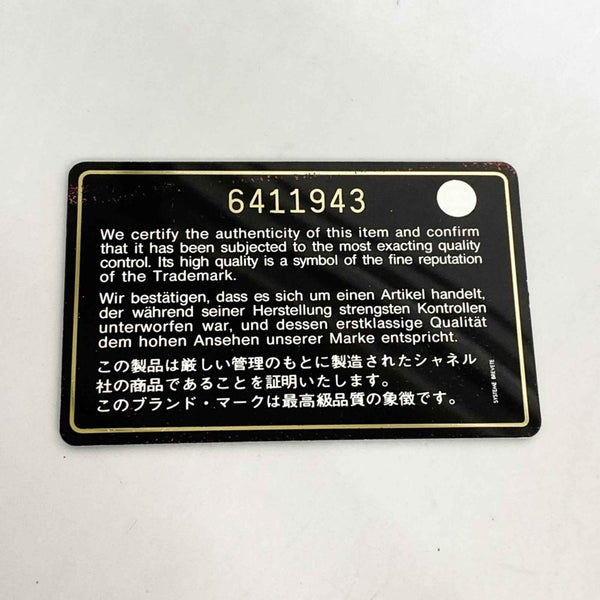 6411943
We certify the authenticity of this item and confirm
that it has been subjected to the most exacting quality
control. Its high quality is a symbol of the fine reputation
of the Trademark.
Wir bestätigen, dass es sich um einen Artikel handelt,
der während seiner Herstellung strengsten Kontrollen
unterworfen war, und dessen erstklassige Qualität
dem hohen Ansehen unserer Marke entspricht.
この製品は厳しい管理のもとに製造されたシャネル
社の商品であることを証明いたします。
このブランド・マークは最高級品質の象徴です。
SYSTEME BREVETE